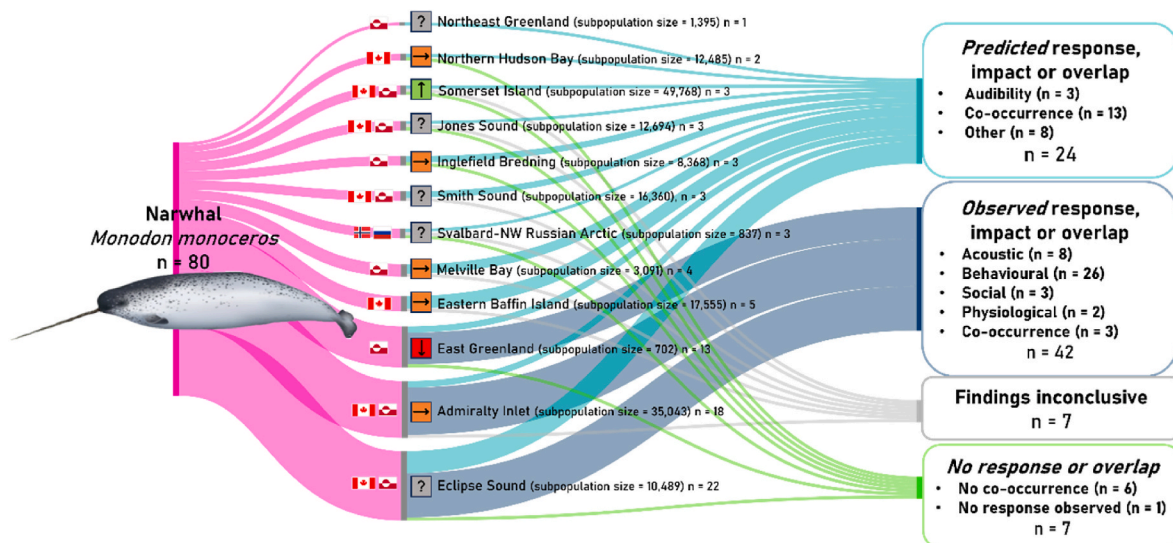 Narwhal
Monodon monoceros
n = 80
? Northeast Greenland (subpopulation size = 1,395) n = 1
→ Northern Hudson Bay (subpopulation size = 12,485) n = 2
↑ Somerset Island (subpopulation size = 49,768) n = 3
? Jones Sound (subpopulation size = 12,694) n = 3
→ Inglefield Bredning (subpopulation size = 8,368) n = 3
? Smith Sound (subpopulation size = 16,360) n = 3
? Svalbard-NW Russian Arctic (subpopulation size = 837) n = 3
→ Melville Bay (subpopulation size = 3,091) n = 4
→ Eastern Baffin Island (subpopulation size = 17,555) n = 5
↓ East Greenland (subpopulation size = 702) n = 13
→ Admiralty Inlet (subpopulation size = 35,043) n = 18
? Eclipse Sound (subpopulation size = 10,489) n = 22
Predicted response,
impact or overlap
• Audibility (n = 3)
• Co-occurrence (n = 13)
• Other (n = 8)
n = 24
Observed response,
impact or overlap
• Acoustic (n = 8)
• Behavioural (n = 26)
• Social (n = 3)
• Physiological (n = 2)
• Co-occurrence (n = 3)
n = 42
Findings inconclusive
n = 7
No response or overlap
• No co-occurrence (n = 6)
• No response observed (n = 1)
n = 7